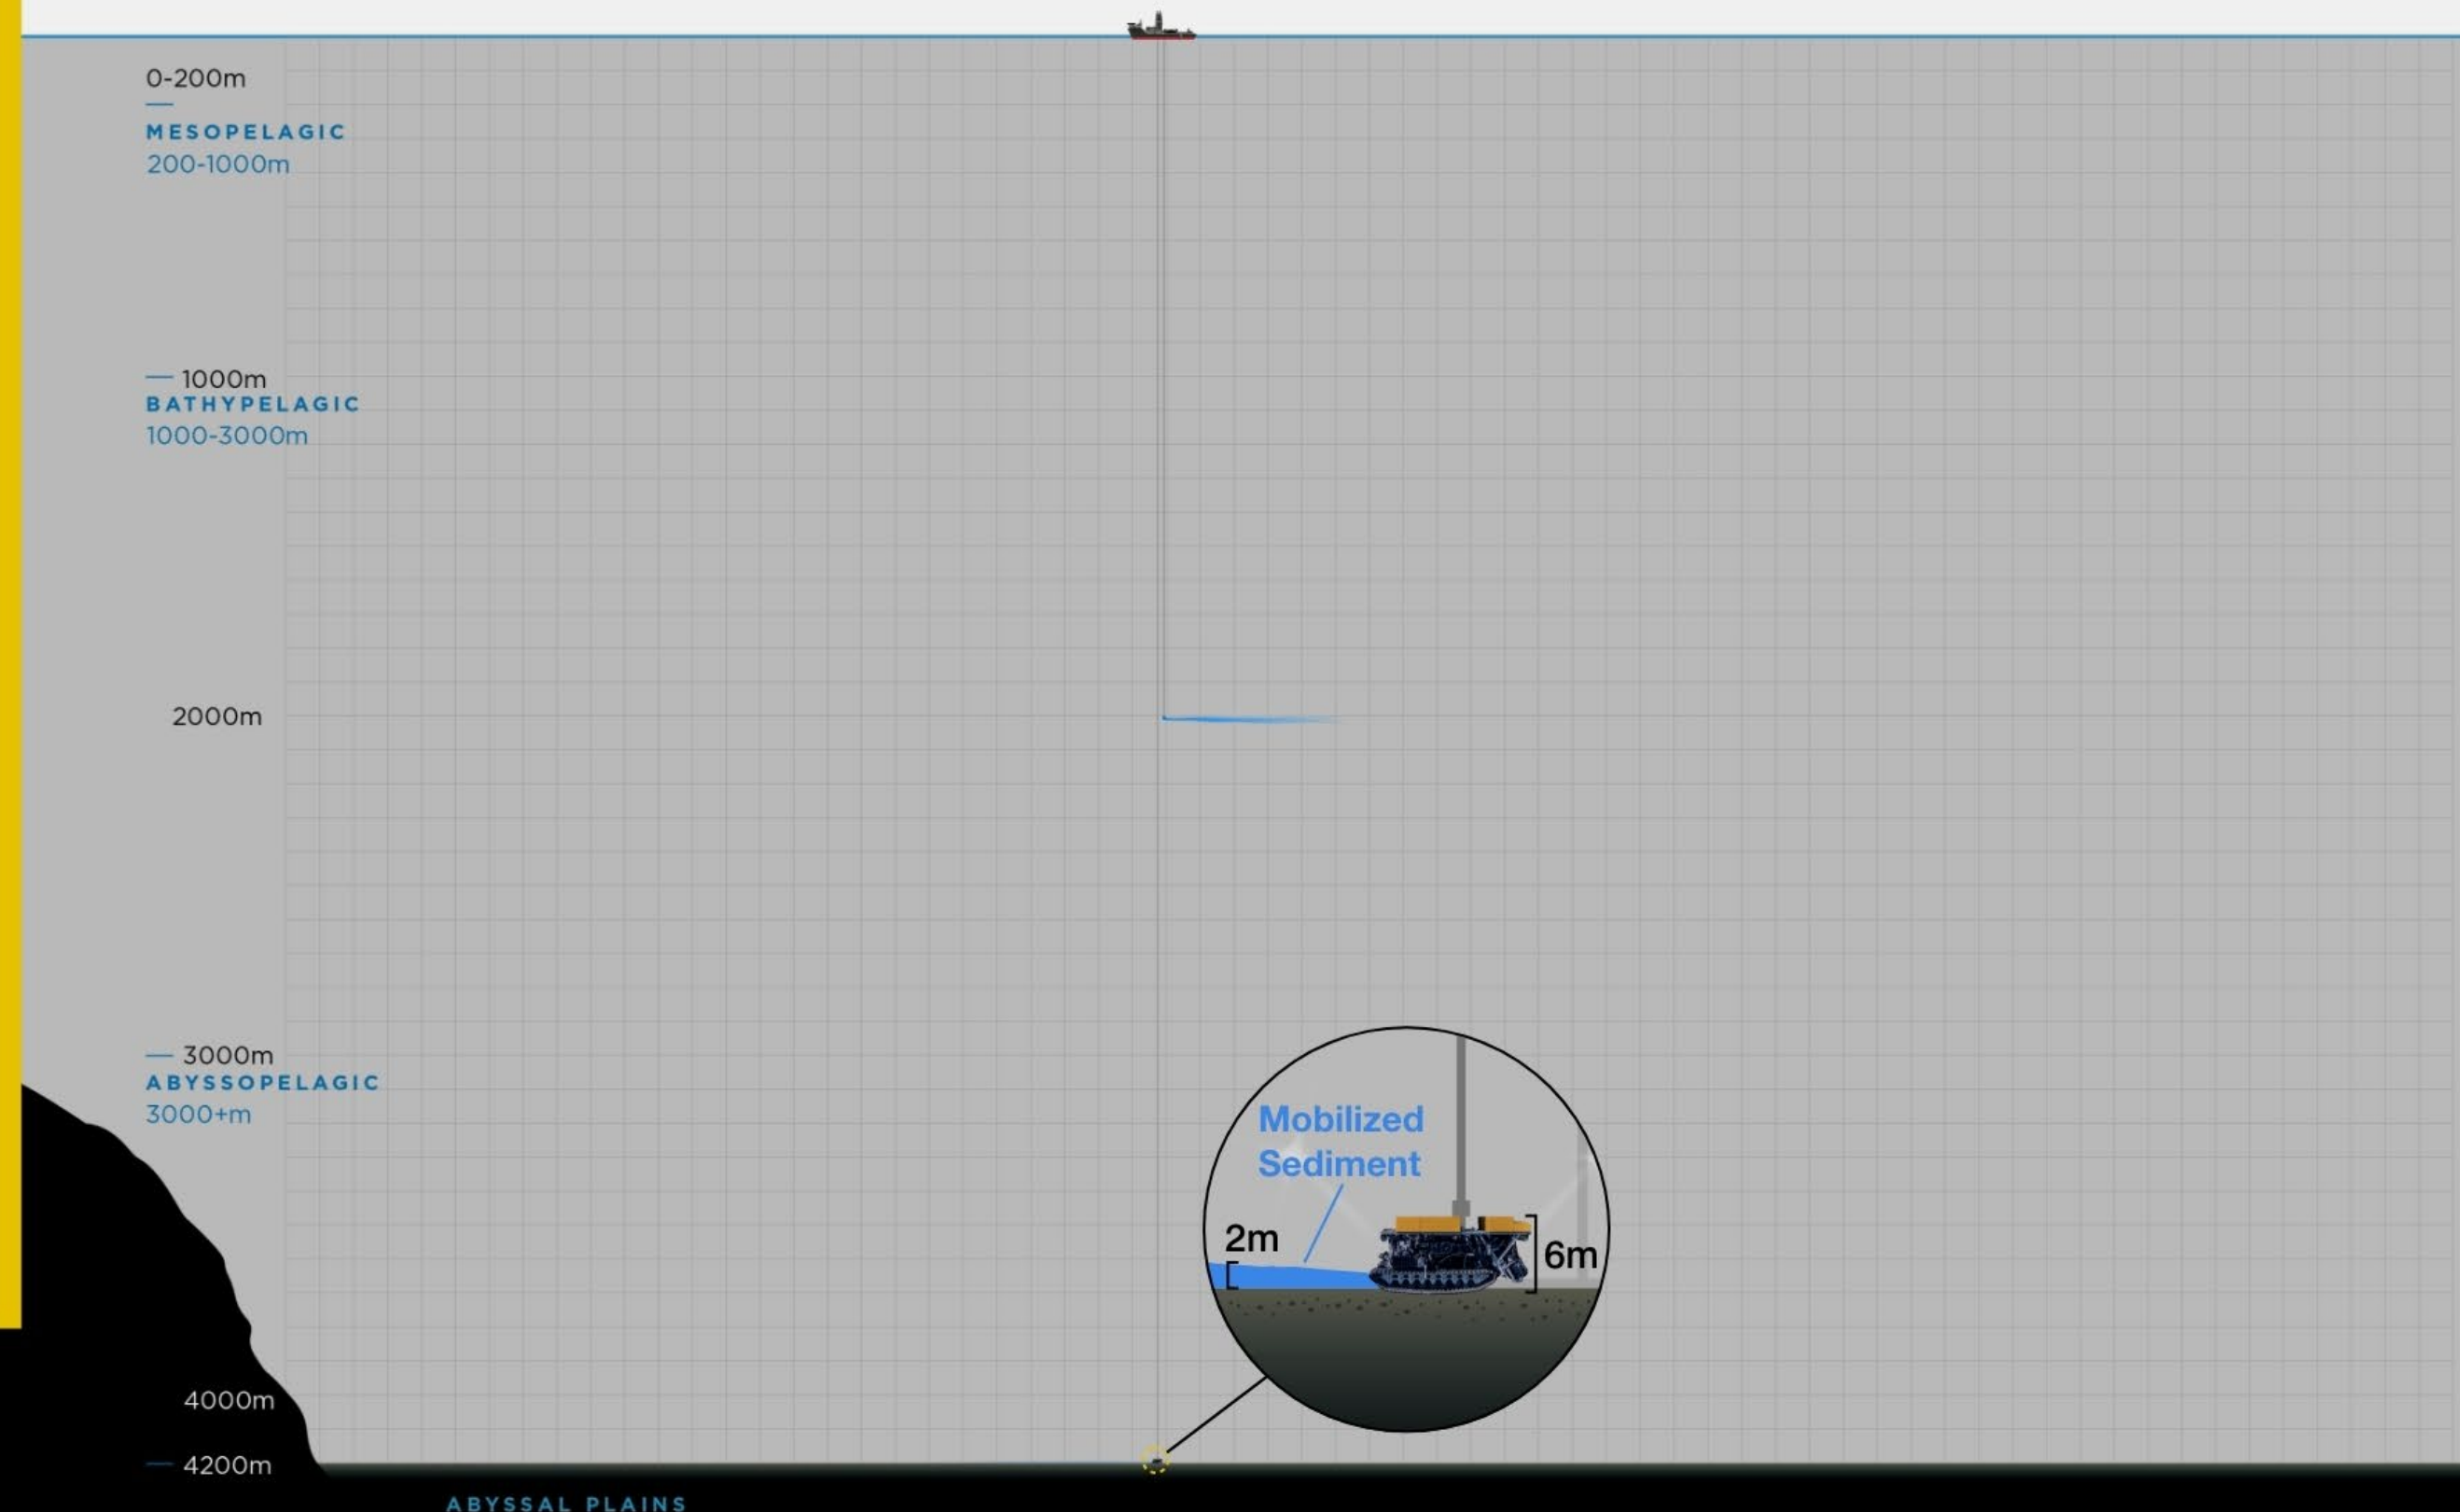 0-200m
MESOPELAGIC
200-1000m
1000m
BATHYPELAGIC
1000-3000m
2000m
3000m
ABYSSOPELAGIC
3000+m
Mobilized
Sediment
2m
6m
4000m
4200m
ABYSSAL PLAINS